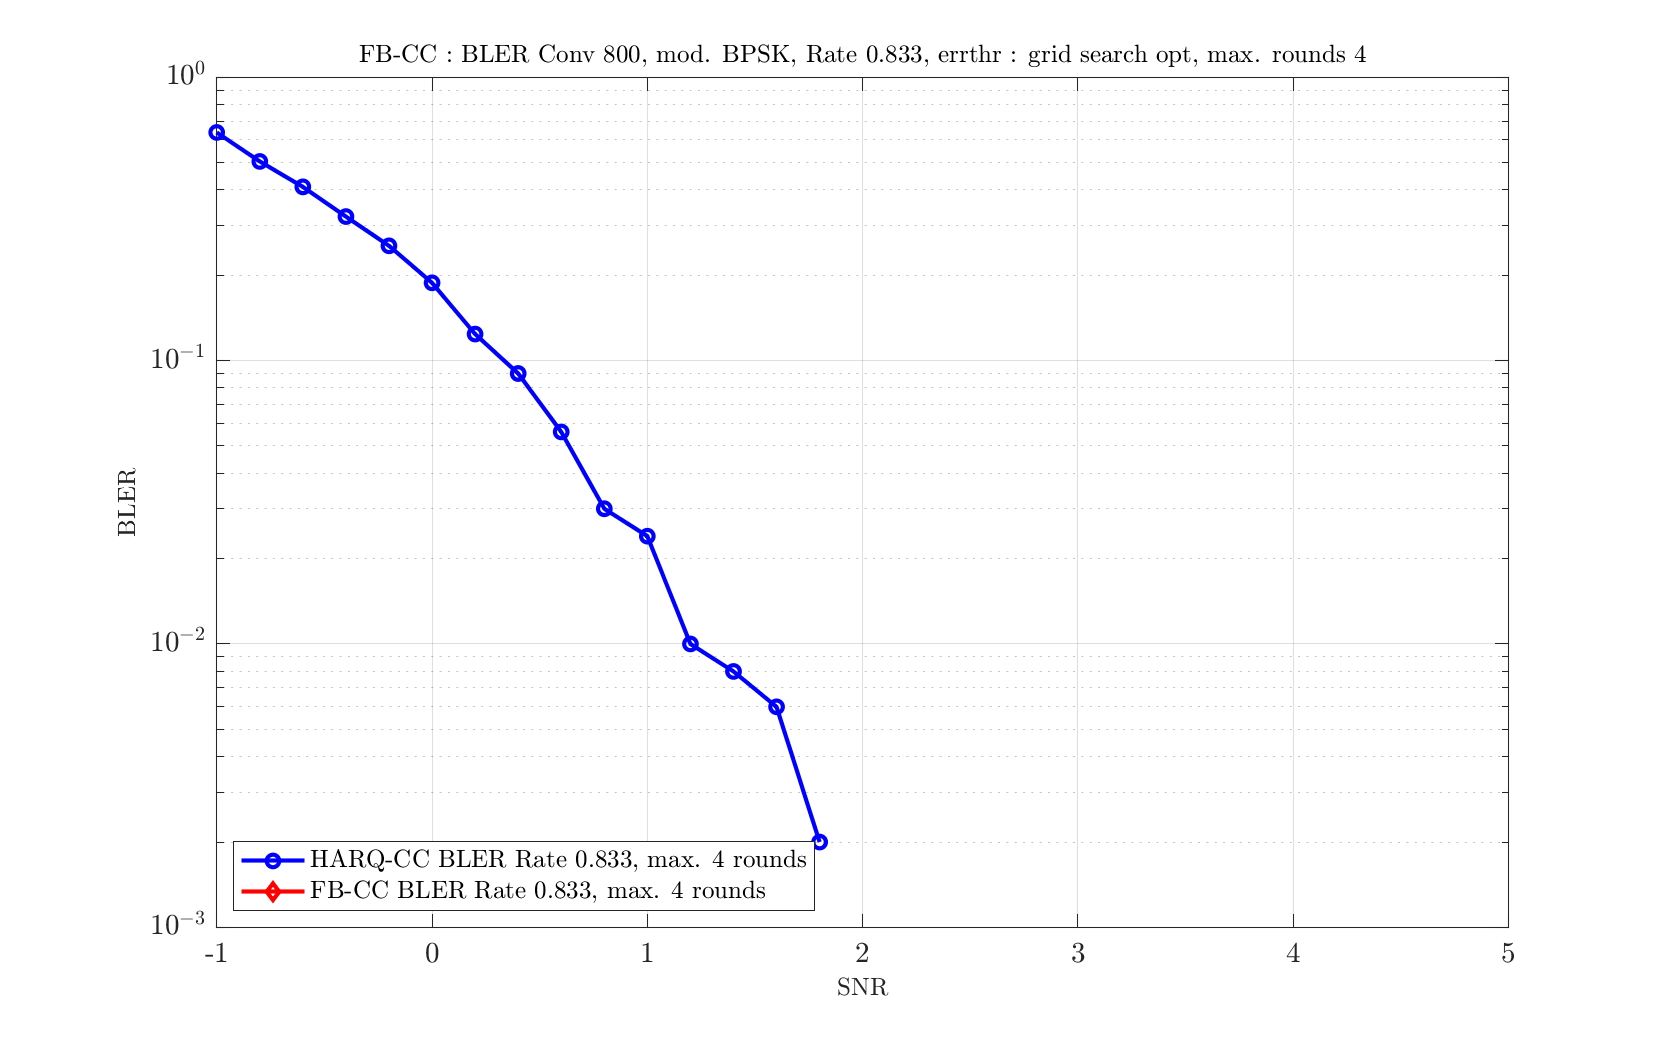 FB-CC : BLER Conv 800, mod. BPSK, Rate 0.833, errthr : grid search opt, max. rounds 4
10^0
10^-1
10^-2
10^-3
BLER
HARQ-CC BLER Rate 0.833, max. 4 rounds
FB-CC BLER Rate 0.833, max. 4 rounds
-1 0 1 2 3 4 5
SNR